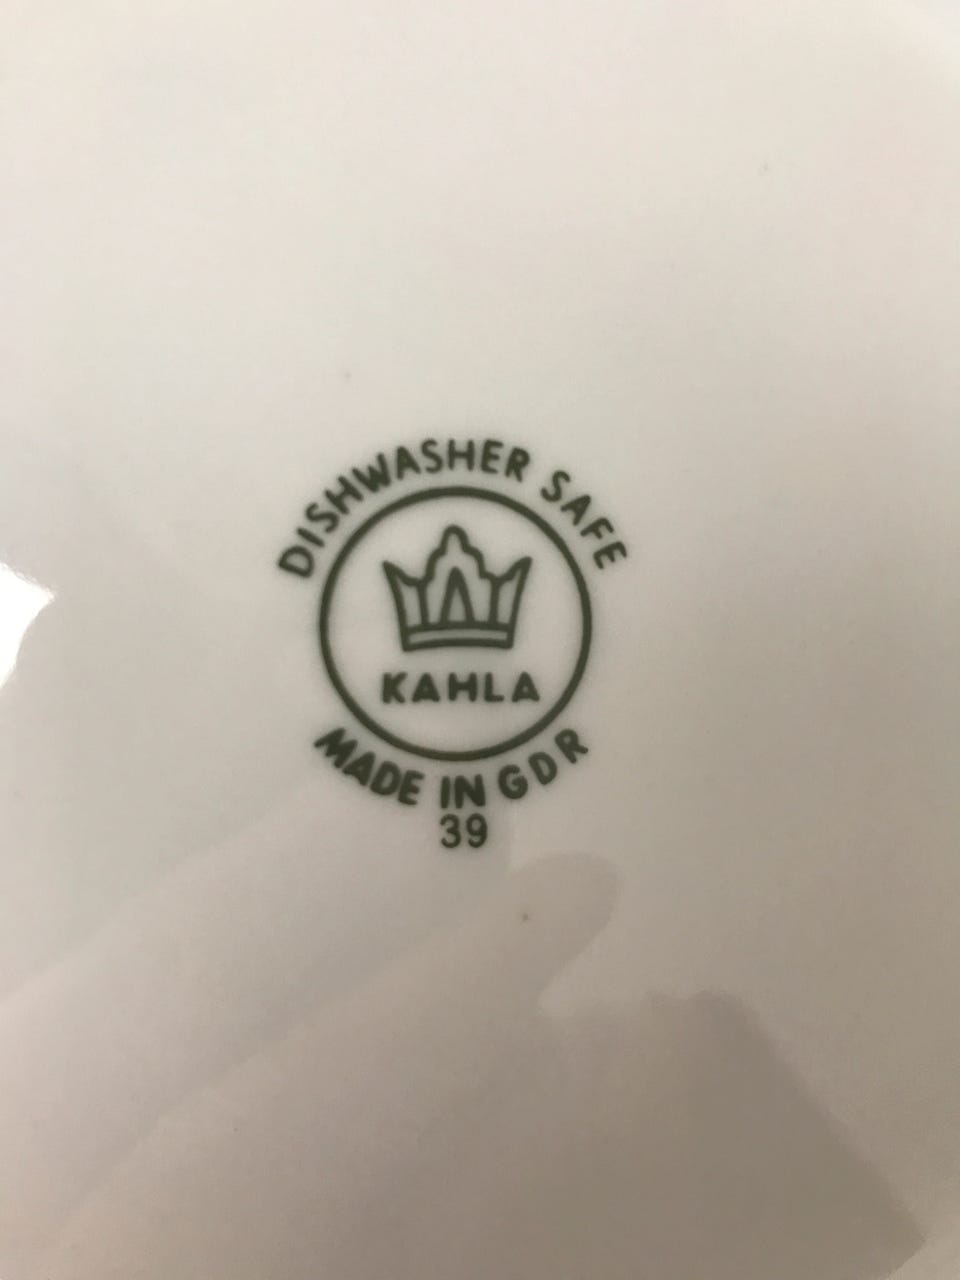 DISHWASHER SAFE
KAHLA
MADE IN GDR
39